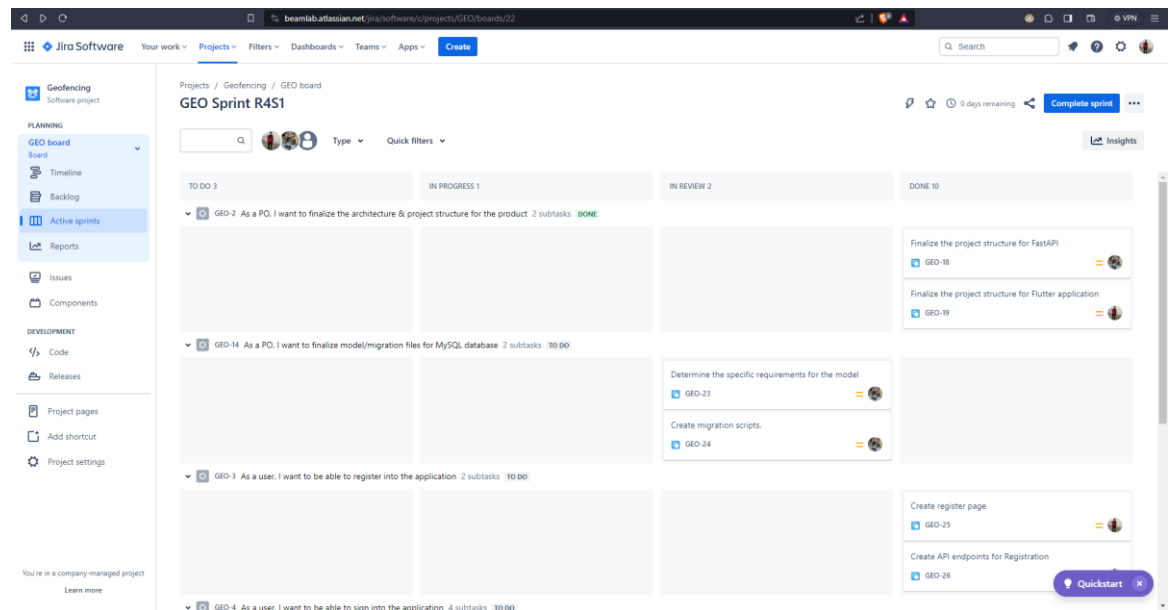 beamlab.atlassian.net/jira/software/c/projects/GEO/boards/22
VPN
Jira Software
Your work
Projects
Filters
Dashboards
Teams
Apps
Create
Search
Geofencing
Software project
PLANNING
GEO board
Board
Timeline
Backlog
Active sprints
Reports
Issues
Components
DEVELOPMENT
Code
Releases
Project pages
Add shortcut
Project settings
You're in a company-managed project
Learn more
Projects / Geofencing / GEO board
GEO Sprint R4S1
0 days remaining
Complete sprint
Type
Quick filters
Insights
TO DO 3
IN PROGRESS 1
IN REVIEW 2
DONE 10
GEO-2 As a PO, I want to finalize the architecture & project structure for the product 2 subtasks DONE
Finalize the project structure for FastAPI
GEO-18
Finalize the project structure for Flutter application
GEO-19
GEO-14 As a PO, I want to finalize model/migration files for MySQL database 2 subtasks TO DO
Determine the specific requirements for the model
GEO-23
Create migration scripts.
GEO-24
GEO-3 As a user, I want to be able to register into the application 2 subtasks TO DO
Create register page
GEO-25
Create API endpoints for Registration
GEO-26
Quickstart
GEO-4 As a user, I want to be able to sign into the application 4 subtasks TO DO